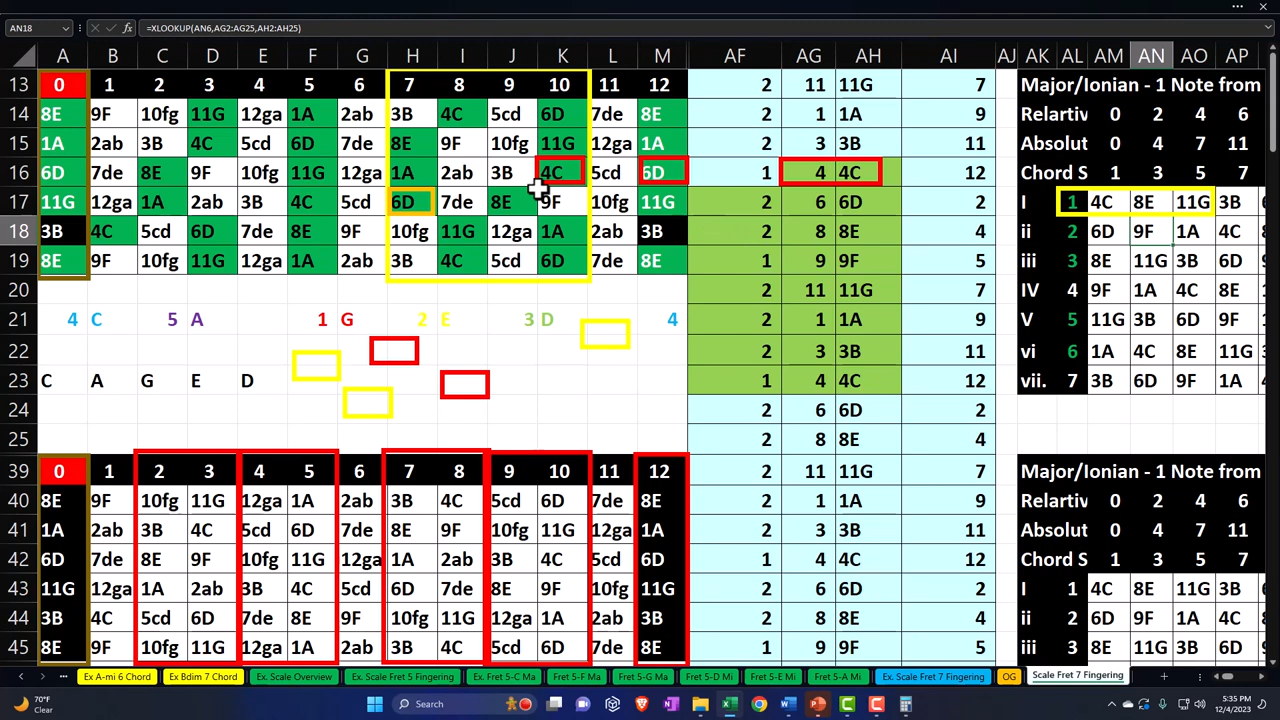 AN18 fx =XLOOKUP(AN6,AG2:AG25,AH2:AH25)
A B C D E F G H I J K L M AF AG AH AI AJ AK AL AM AN AO AP
13 0 1 2 3 4 5 6 7 8 9 10 11 12 2 11 11G 7 Major/Ionian - 1 Note from
14 8E 9F 10fg 11G 12ga 1A 2ab 3B 4C 5cd 6D 7de 8E 2 1 1A 9 Relartiv 0 2 4 6
15 1A 2ab 3B 4C 5cd 6D 7de 8E 9F 10fg 11G 12ga 1A 2 3 3B 11 Absolut 0 4 7 11
16 6D 7de 8E 9F 10fg 11G 12ga 1A 2ab 3B 4C 5cd 6D 1 4 4C 12 Chord S 1 3 5 7
17 11G 12ga 1A 2ab 3B 4C 5cd 6D 7de 8E 9F 10fg 11G 2 6 6D 2 I 1 4C 8E 11G 3B
18 3B 4C 5cd 6D 7de 8E 9F 10fg 11G 12ga 1A 2ab 3B 2 8 8E 4 ii 2 6D 9F 1A 4C
19 8E 9F 10fg 11G 12ga 1A 2ab 3B 4C 5cd 6D 7de 8E 1 9 9F 5 iii 3 8E 11G 3B 6D
20 2 11 11G 7 IV 4 9F 1A 4C 8E
21 4 C 5 A 1 G 2 E 3 D 4 2 1 1A 9 V 5 11G 3B 6D 9F
22 2 3 3B 11 vi 6 1A 4C 8E 11G
23 C A G E D 1 4 4C 12 vii. 7 3B 6D 9F 1A
24 2 6 6D 2
25 2 8 8E 4
39 0 1 2 3 4 5 6 7 8 9 10 11 12 2 11 11G 7 Major/Ionian - 1 Note from
40 8E 9F 10fg 11G 12ga 1A 2ab 3B 4C 5cd 6D 7de 8E 2 1 1A 9 Relartiv 0 2 4 6
41 1A 2ab 3B 4C 5cd 6D 7de 8E 9F 10fg 11G 12ga 1A 2 3 3B 11 Absolut 0 4 7 11
42 6D 7de 8E 9F 10fg 11G 12ga 1A 2ab 3B 4C 5cd 6D 1 4 4C 12 Chord S 1 3 5 7
43 11G 12ga 1A 2ab 3B 4C 5cd 6D 7de 8E 9F 10fg 11G 2 6 6D 2 I 1 4C 8E 11G 3B
44 3B 4C 5cd 6D 7de 8E 9F 10fg 11G 12ga 1A 2ab 3B 2 8 8E 4 ii 2 6D 9F 1A 4C
45 8E 9F 10fg 11G 12ga 1A 2ab 3B 4C 5cd 6D 7de 8E 1 9 9F 5 iii 3 8E 11G 3B 6D
Ex A-mi 6 Chord Ex Bdim 7 Chord Ex. Scale Overview Ex. Scale Fret 5 Fingering Ex. Fret 5-C Ma Fret 5-F Ma Fret 5-G Ma Fret 5-D Mi Fret 5-E Mi Fret 5-A Mi Ex. Scale Fret 7 Fingering OG Scale Fret 7 Fingering
70°F
Clear
Search
5:35 PM
12/4/2023